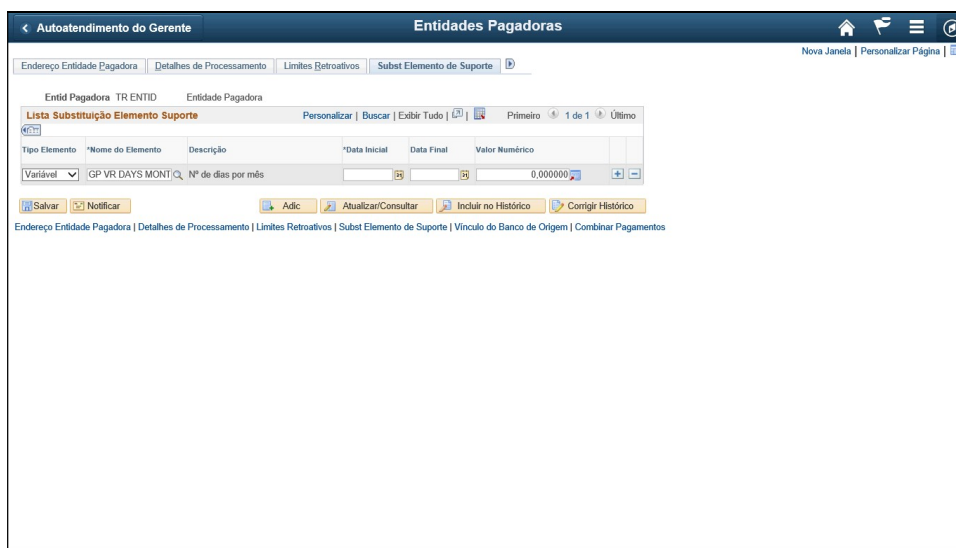 Autoatendimento do Gerente
Entidades Pagadoras
Nova Janela | Personalizar Página |
Endereço Entidade Pagadora
Detalhes de Processamento
Limites Retroativos
Subst Elemento de Suporte
Entid Pagadora TR ENTID Entidade Pagadora
Lista Substituição Elemento Suporte
Personalizar | Buscar | Exibir Tudo | | Primeiro 1 de 1 Último
Tipo Elemento *Nome do Elemento Descrição *Data Inicial Data Final Valor Numérico
Variável GP VR DAYS MONT Nº de dias por mês 31 31 0,000000 + -
Salvar Notificar Adic Atualizar/Consultar Incluir no Histórico Corrigir Histórico
Endereço Entidade Pagadora | Detalhes de Processamento | Limites Retroativos | Subst Elemento de Suporte | Vínculo do Banco de Origem | Combinar Pagamentos